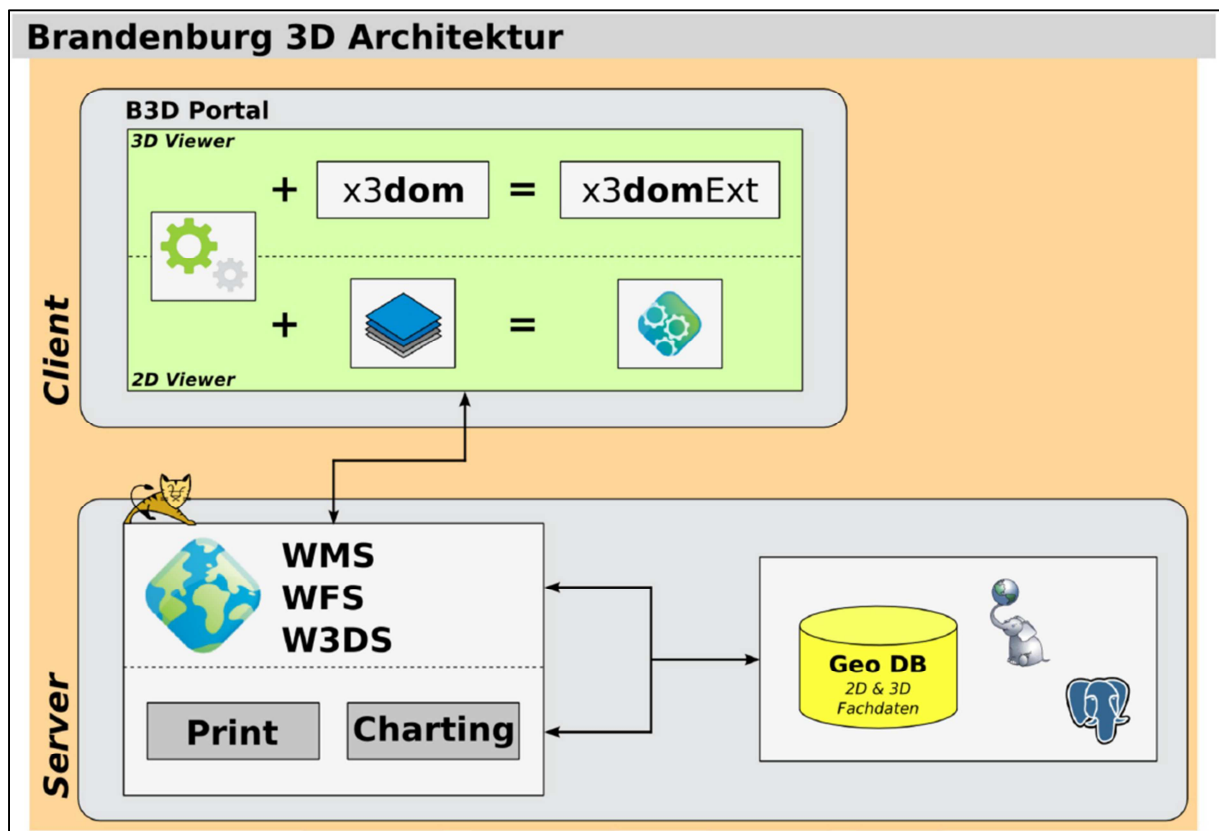 Brandenburg 3D Architektur
B3D Portal
3D Viewer
+ x3dom = x3domExt
+ =
2D Viewer
Client
WMS
WFS
W3DS
Print
Charting
Geo DB
2D & 3D
Fachdaten
Server